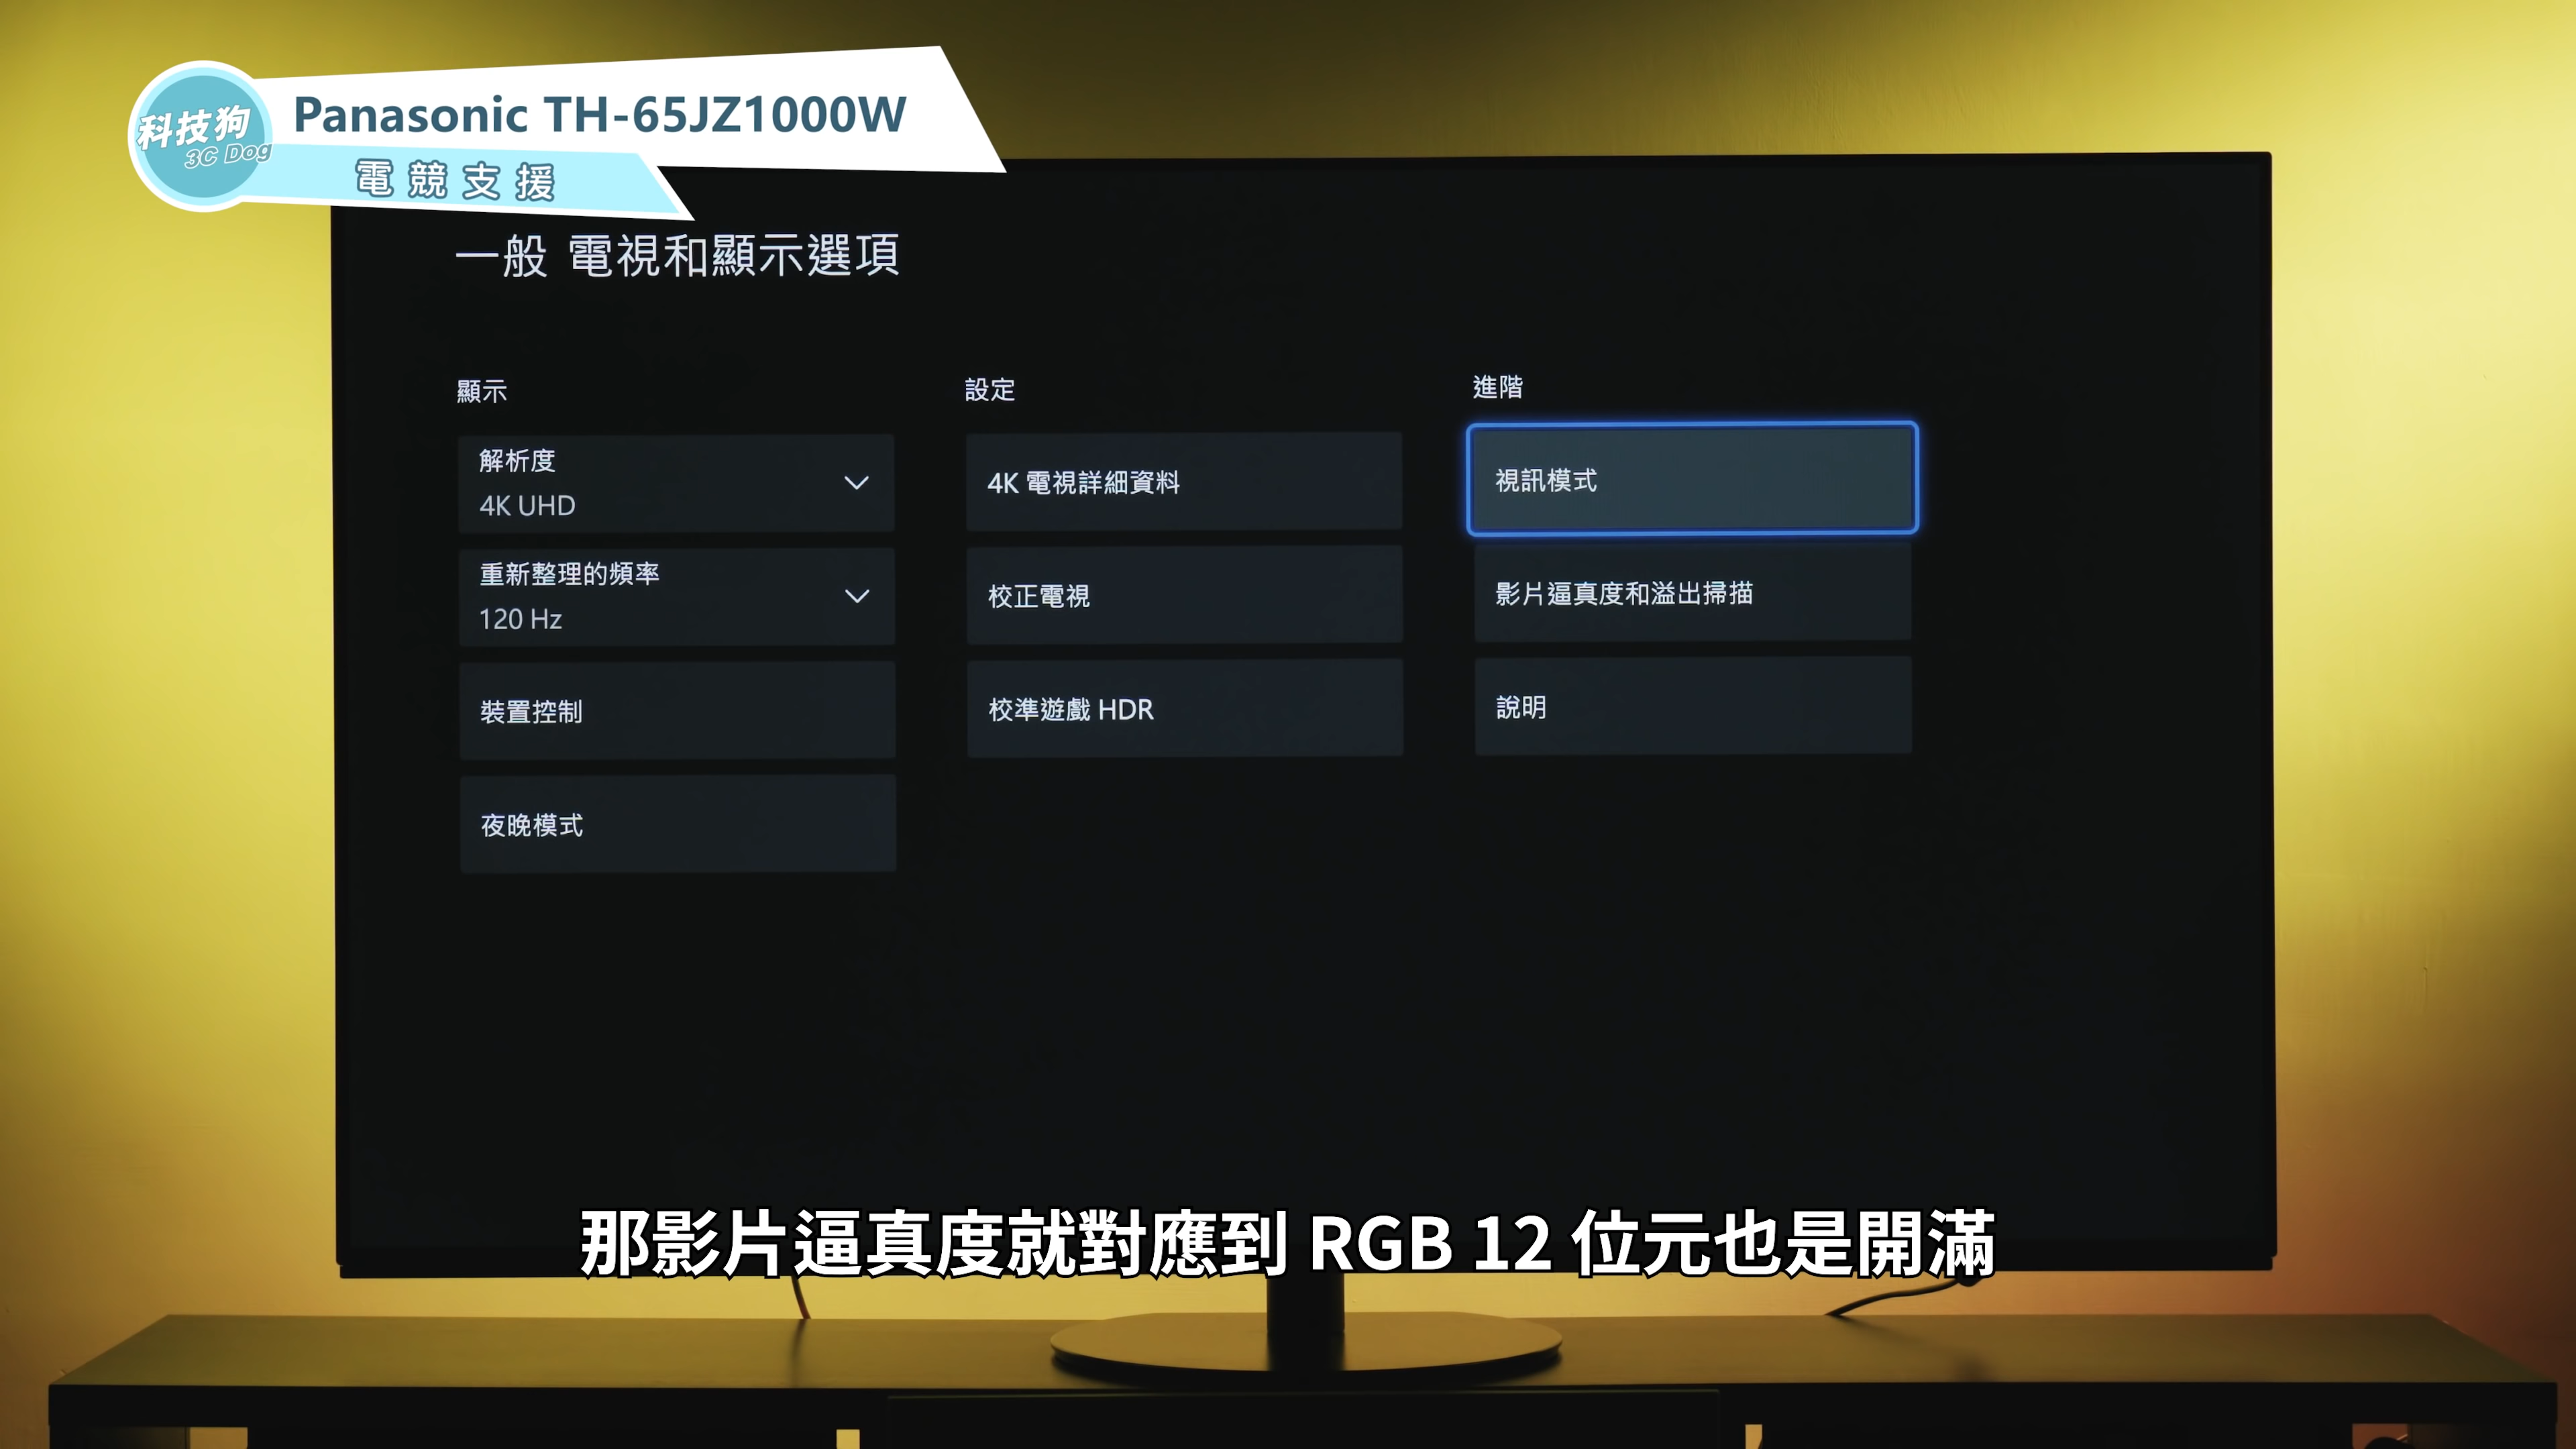 科技狗
3C Dog
Panasonic TH-65JZ1000W
電競支援
一般 電視和顯示選項
顯示
解析度
4K UHD
重新整理的頻率
120 Hz
裝置控制
夜晚模式
設定
4K 電視詳細資料
校正電視
校準遊戲 HDR
進階
視訊模式
影片逼真度和溢出掃描
說明
那影片逼真度就對應到 RGB 12 位元也是開滿